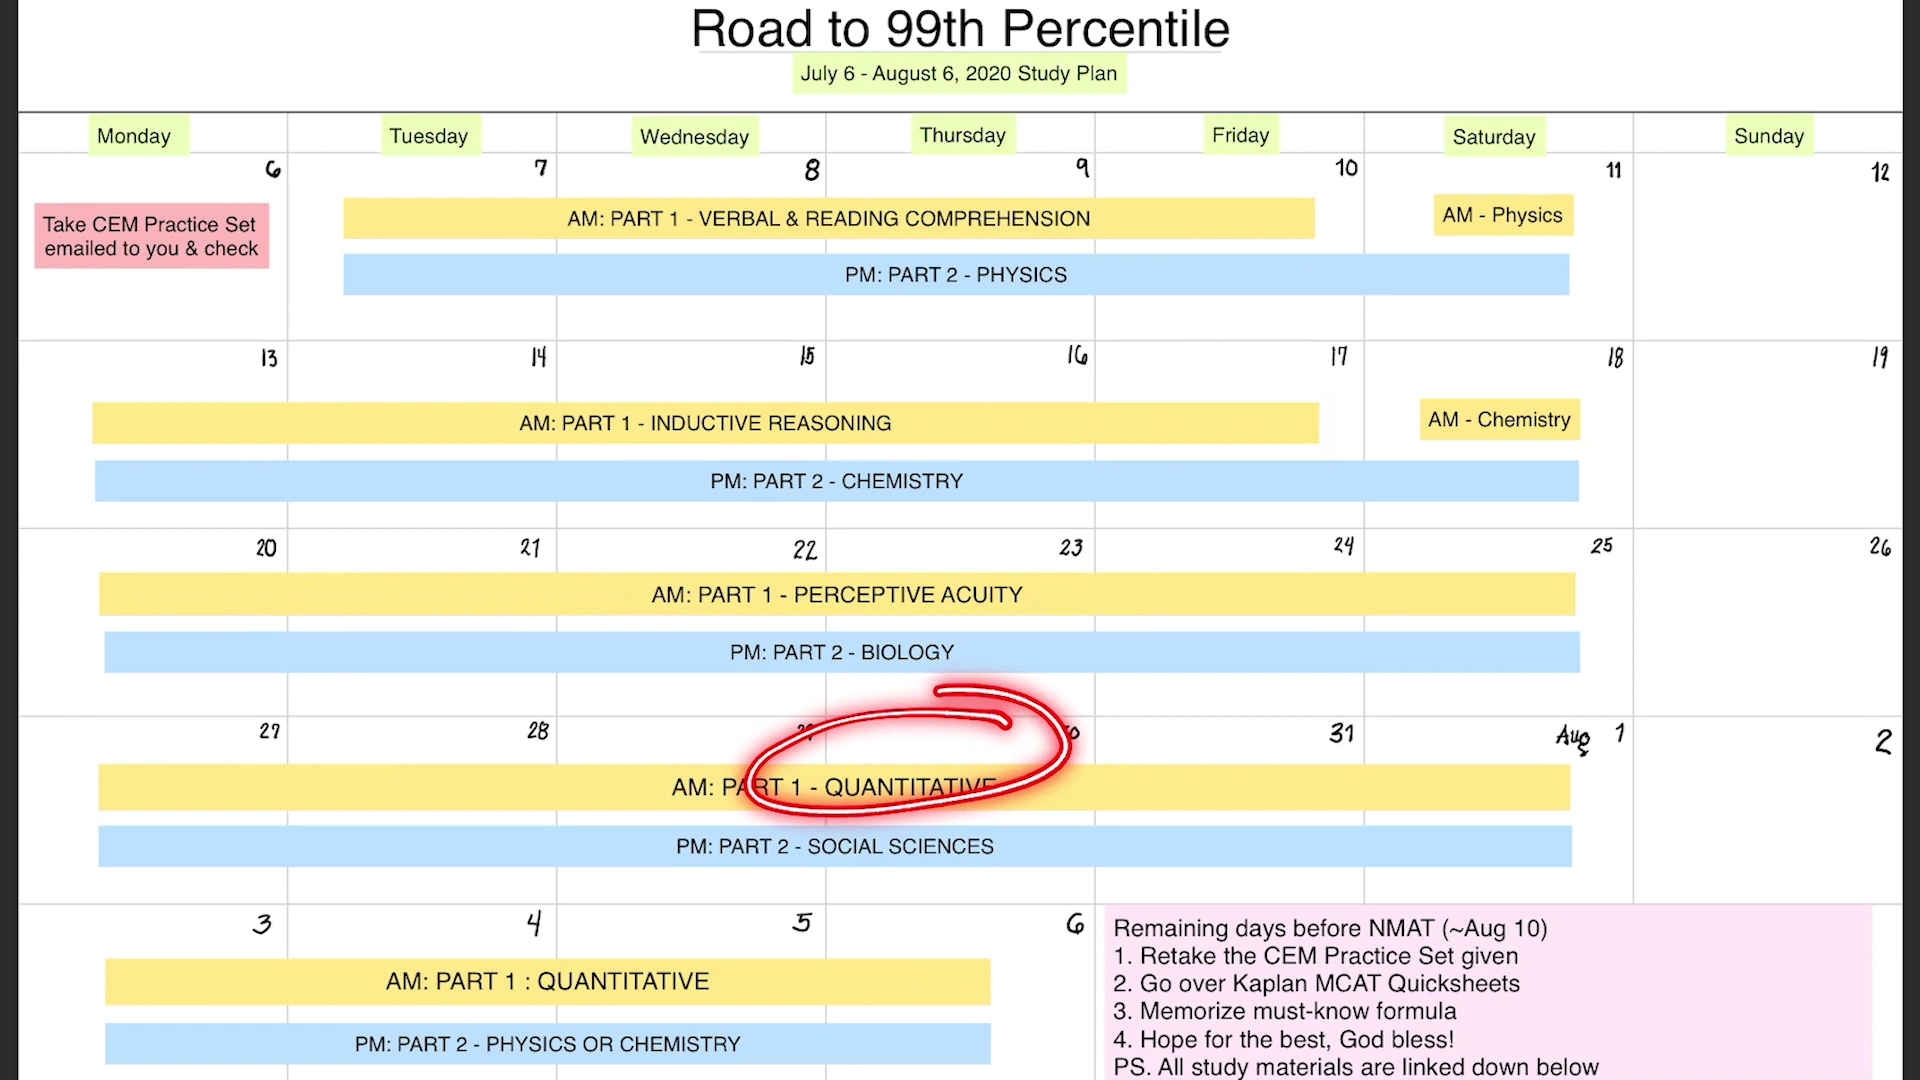 Road to 99th Percentile
July 6 - August 6, 2020 Study Plan
Monday Tuesday Wednesday Thursday Friday Saturday Sunday
6 7 8 9 10 11 12
Take CEM Practice Set
emailed to you & check
AM: PART 1 - VERBAL & READING COMPREHENSION
AM - Physics
PM: PART 2 - PHYSICS
13 14 15 16 17 18 19
AM: PART 1 - INDUCTIVE REASONING
AM - Chemistry
PM: PART 2 - CHEMISTRY
20 21 22 23 24 25 26
AM: PART 1 - PERCEPTIVE ACUITY
PM: PART 2 - BIOLOGY
27 28 31 Aug 1 2
AM: PART 1 - QUANTITATIVE
PM: PART 2 - SOCIAL SCIENCES
3 4 5 6
AM: PART 1 : QUANTITATIVE
PM: PART 2 - PHYSICS OR CHEMISTRY
Remaining days before NMAT (~Aug 10)
1. Retake the CEM Practice Set given
2. Go over Kaplan MCAT Quicksheets
3. Memorize must-know formula
4. Hope for the best, God bless!
PS. All study materials are linked down below